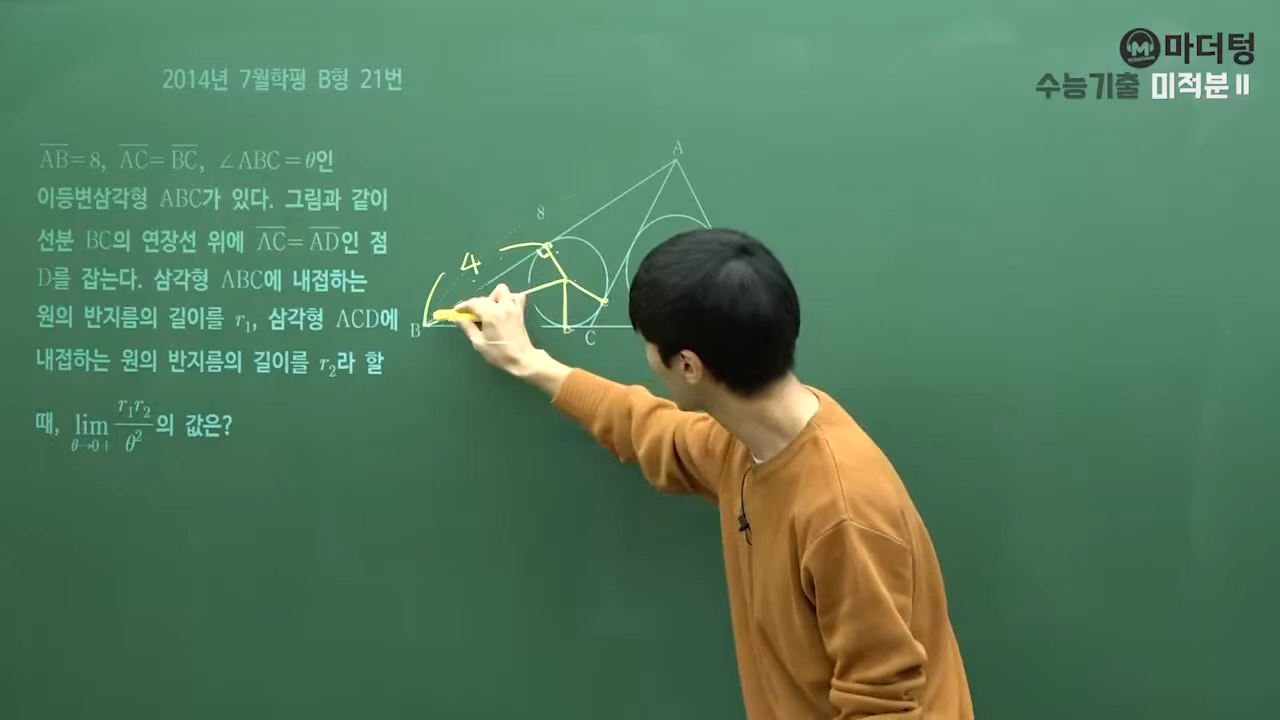 마더텅
수능기출 미적분Ⅱ
2014년 7월학평 B형 21번
AB=8, AC=BC, ∠ABC=θ인
이등변삼각형 ABC가 있다. 그림과 같이
선분 BC의 연장선 위에 AC=AD인 점
D를 잡는다. 삼각형 ABC에 내접하는
원의 반지름의 길이를 r₁, 삼각형 ACD에
내접하는 원의 반지름의 길이를 r₂라 할
때, lim θ→0+ r₁r₂/θ²의 값은?
A
8
4
B
C